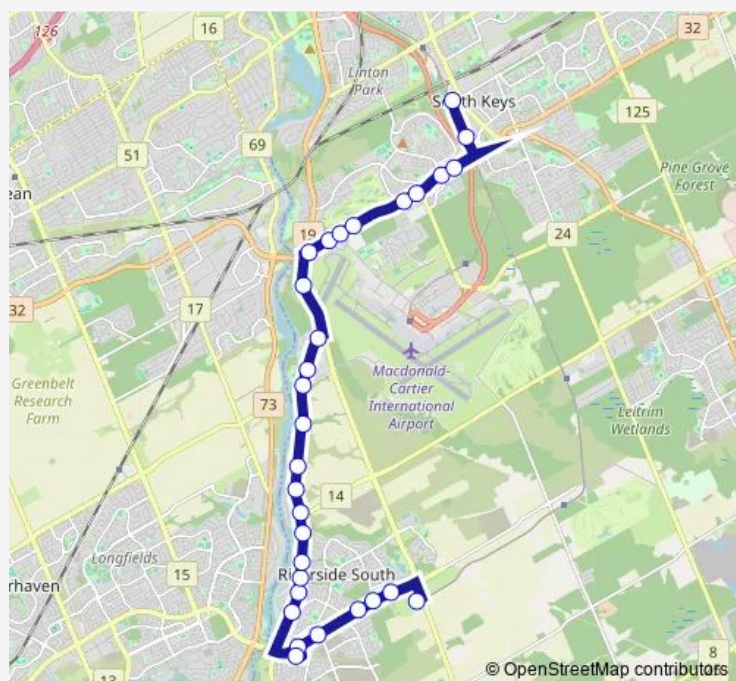 126
16
32
Linton
Park
South Keys
125
69
51
ean
Pine Grove
Forest
19
24
32
17
Macdonald-
Cartier
International
Airport
Greenbelt
Research
Farm
73
Leitrim
Wetlands
14
Longfields
Riverside South
15
rhaven
13
8
© OpenStreetMap contributors